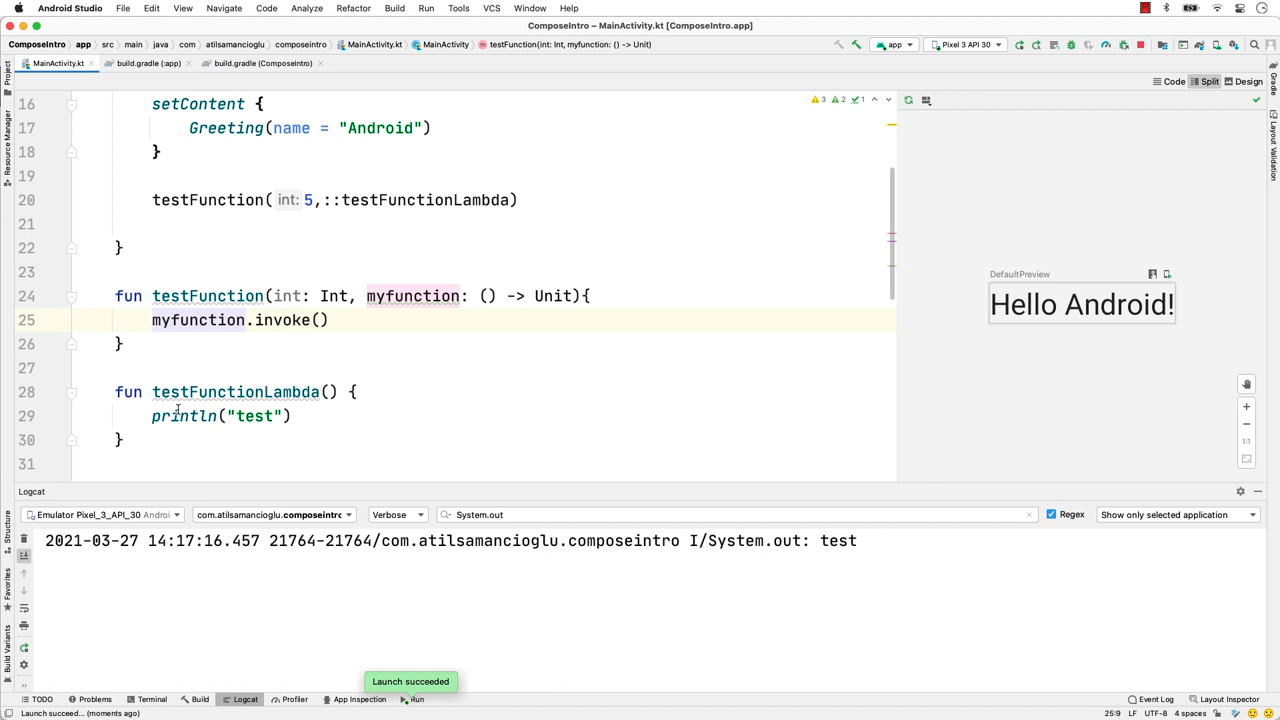 Android Studio File Edit View Navigate Code Analyze Refactor Build Run Tools VCS Window Help
ComposeIntro – MainActivity.kt [ComposeIntro.app]
ComposeIntro app src main java com atilsamancioglu composeintro MainActivity.kt MainActivity testFunction(int: Int, myfunction: () -> Unit) app Pixel 3 API 30
MainActivity.kt build.gradle (:app) build.gradle (ComposeIntro)
Code Split Design
Project
Resource Manager
Structure
Favorites
Build Variants
Gradle
Layout Validation
3 2 1
16 setContent {
17 Greeting(name = "Android")
18 }
19
20 testFunction(int: 5,::testFunctionLambda)
21
22 }
23
24 fun testFunction(int: Int, myfunction: () -> Unit){
25 myfunction.invoke()
26 }
27
28 fun testFunctionLambda() {
29 println("test")
30 }
31
DefaultPreview
Hello Android!
1:1
Logcat
Emulator Pixel_3_API_30 Androi com.atilsamancioglu.composeintro Verbose System.out Regex Show only selected application
2021-03-27 14:17:16.457 21764-21764/com.atilsamancioglu.composeintro I/System.out: test
Launch succeeded
TODO Problems Terminal Build Logcat Profiler App Inspection Run Event Log Layout Inspector
Launch succeed... (moments ago) 25:9 LF UTF-8 4 spaces